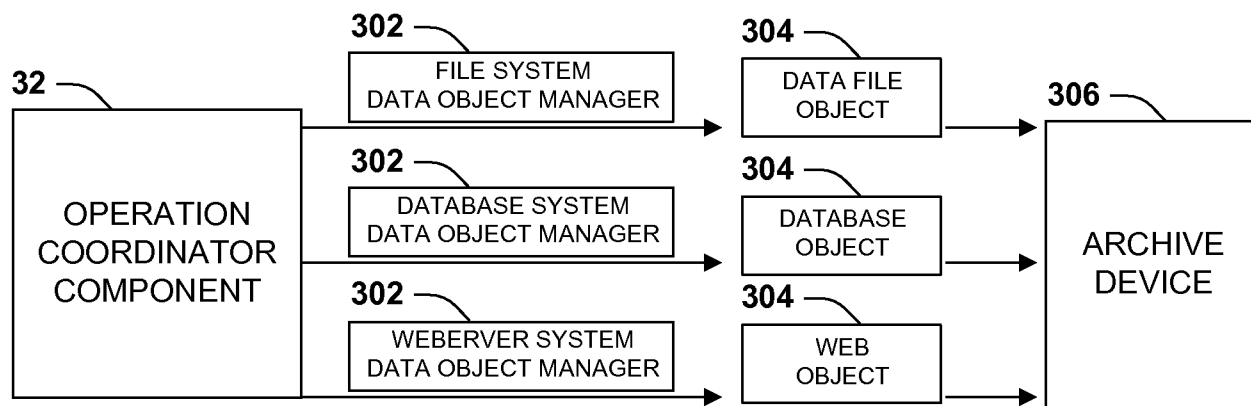 32
OPERATION
COORDINATOR
COMPONENT
302
FILE SYSTEM
DATA OBJECT MANAGER
304
DATA FILE
OBJECT
302
DATABASE SYSTEM
DATA OBJECT MANAGER
304
DATABASE
OBJECT
302
WEBERVER SYSTEM
DATA OBJECT MANAGER
304
WEB
OBJECT
306
ARCHIVE
DEVICE